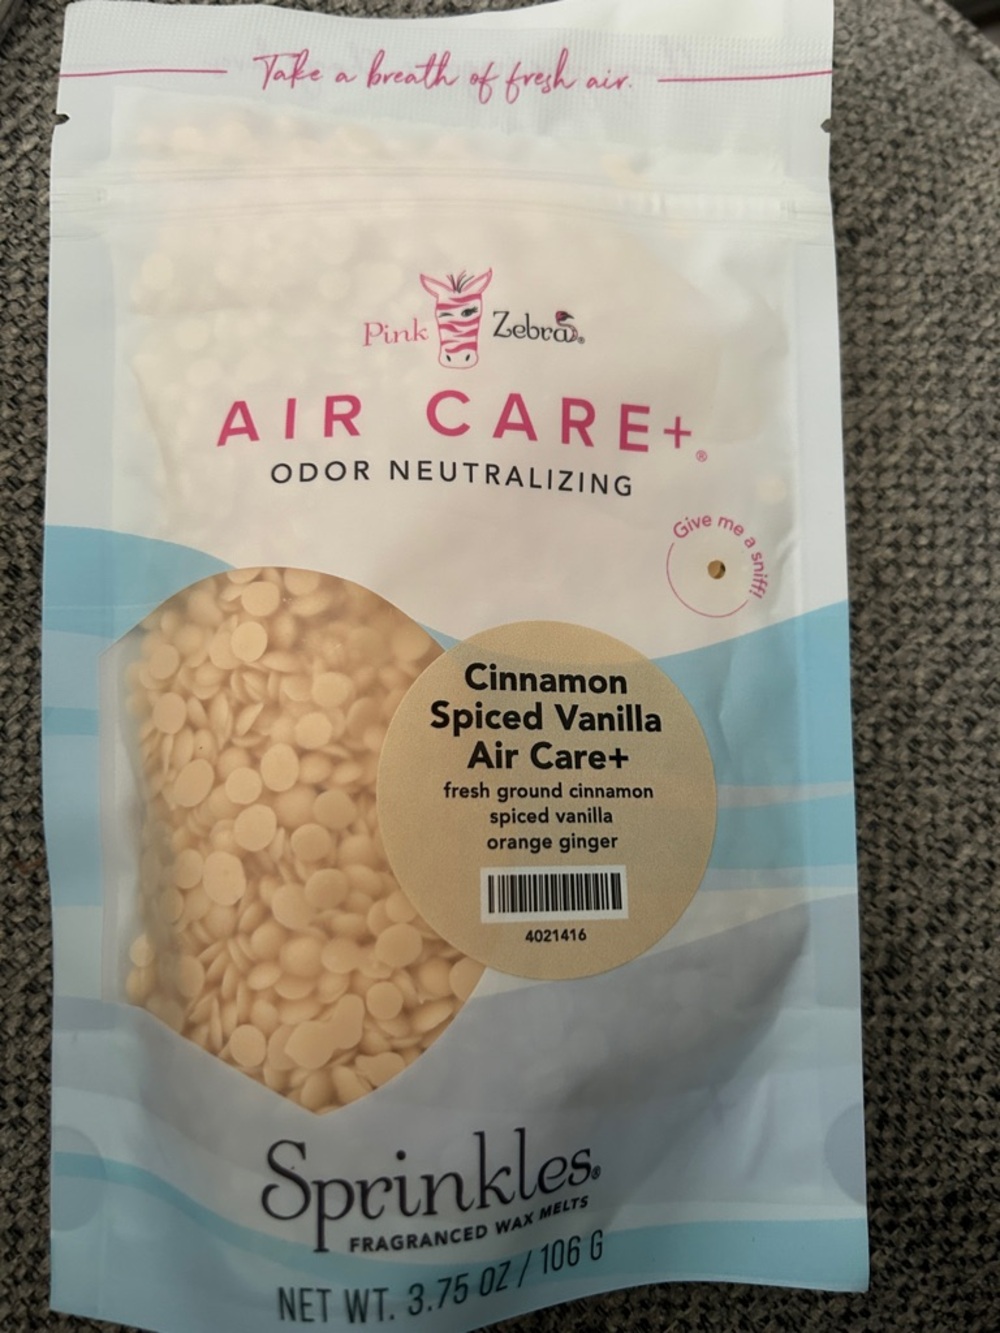 Take a breath of fresh air.
Pink Zebra®
AIR CARE+®
ODOR NEUTRALIZING
Give me a sniff!
Cinnamon
Spiced Vanilla
Air Care+
fresh ground cinnamon
spiced vanilla
orange ginger
4021416
Sprinkles®
FRAGRANCED WAX MELTS
NET WT. 3.75 OZ / 106 G